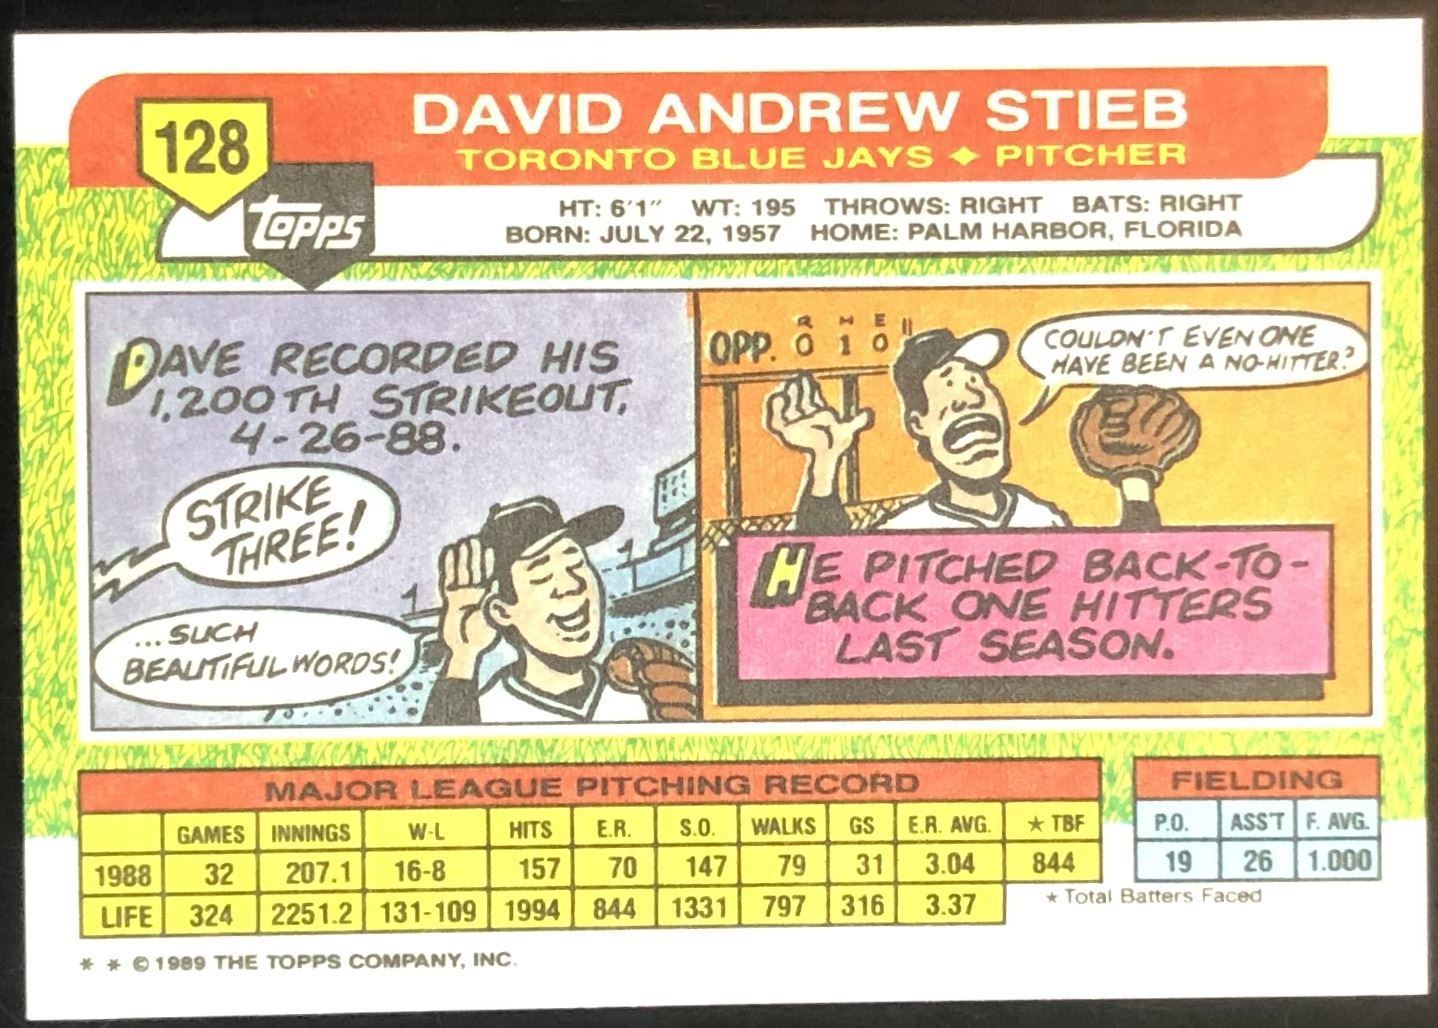 128
topps
DAVID ANDREW STIEB
TORONTO BLUE JAYS ♦ PITCHER
HT: 6'1" WT: 195 THROWS: RIGHT BATS: RIGHT
BORN: JULY 22, 1957 HOME: PALM HARBOR, FLORIDA
DAVE RECORDED HIS
1,200TH STRIKEOUT,
4-26-88.
STRIKE
THREE!
...SUCH
BEAUTIFUL WORDS!
R H E
OPP. 0 1 0
COULDN'T EVEN ONE
HAVE BEEN A NO-HITTER?
HE PITCHED BACK-TO-
BACK ONE HITTERS
LAST SEASON.
MAJOR LEAGUE PITCHING RECORD
GAMES INNINGS W-L HITS E.R. S.O. WALKS GS E.R. AVG. ★ TBF
1988 32 207.1 16-8 157 70 147 79 31 3.04 844
LIFE 324 2251.2 131-109 1994 844 1331 797 316 3.37
FIELDING
P.O. ASS'T F. AVG.
19 26 1.000
★ Total Batters Faced
* * © 1989 THE TOPPS COMPANY, INC.